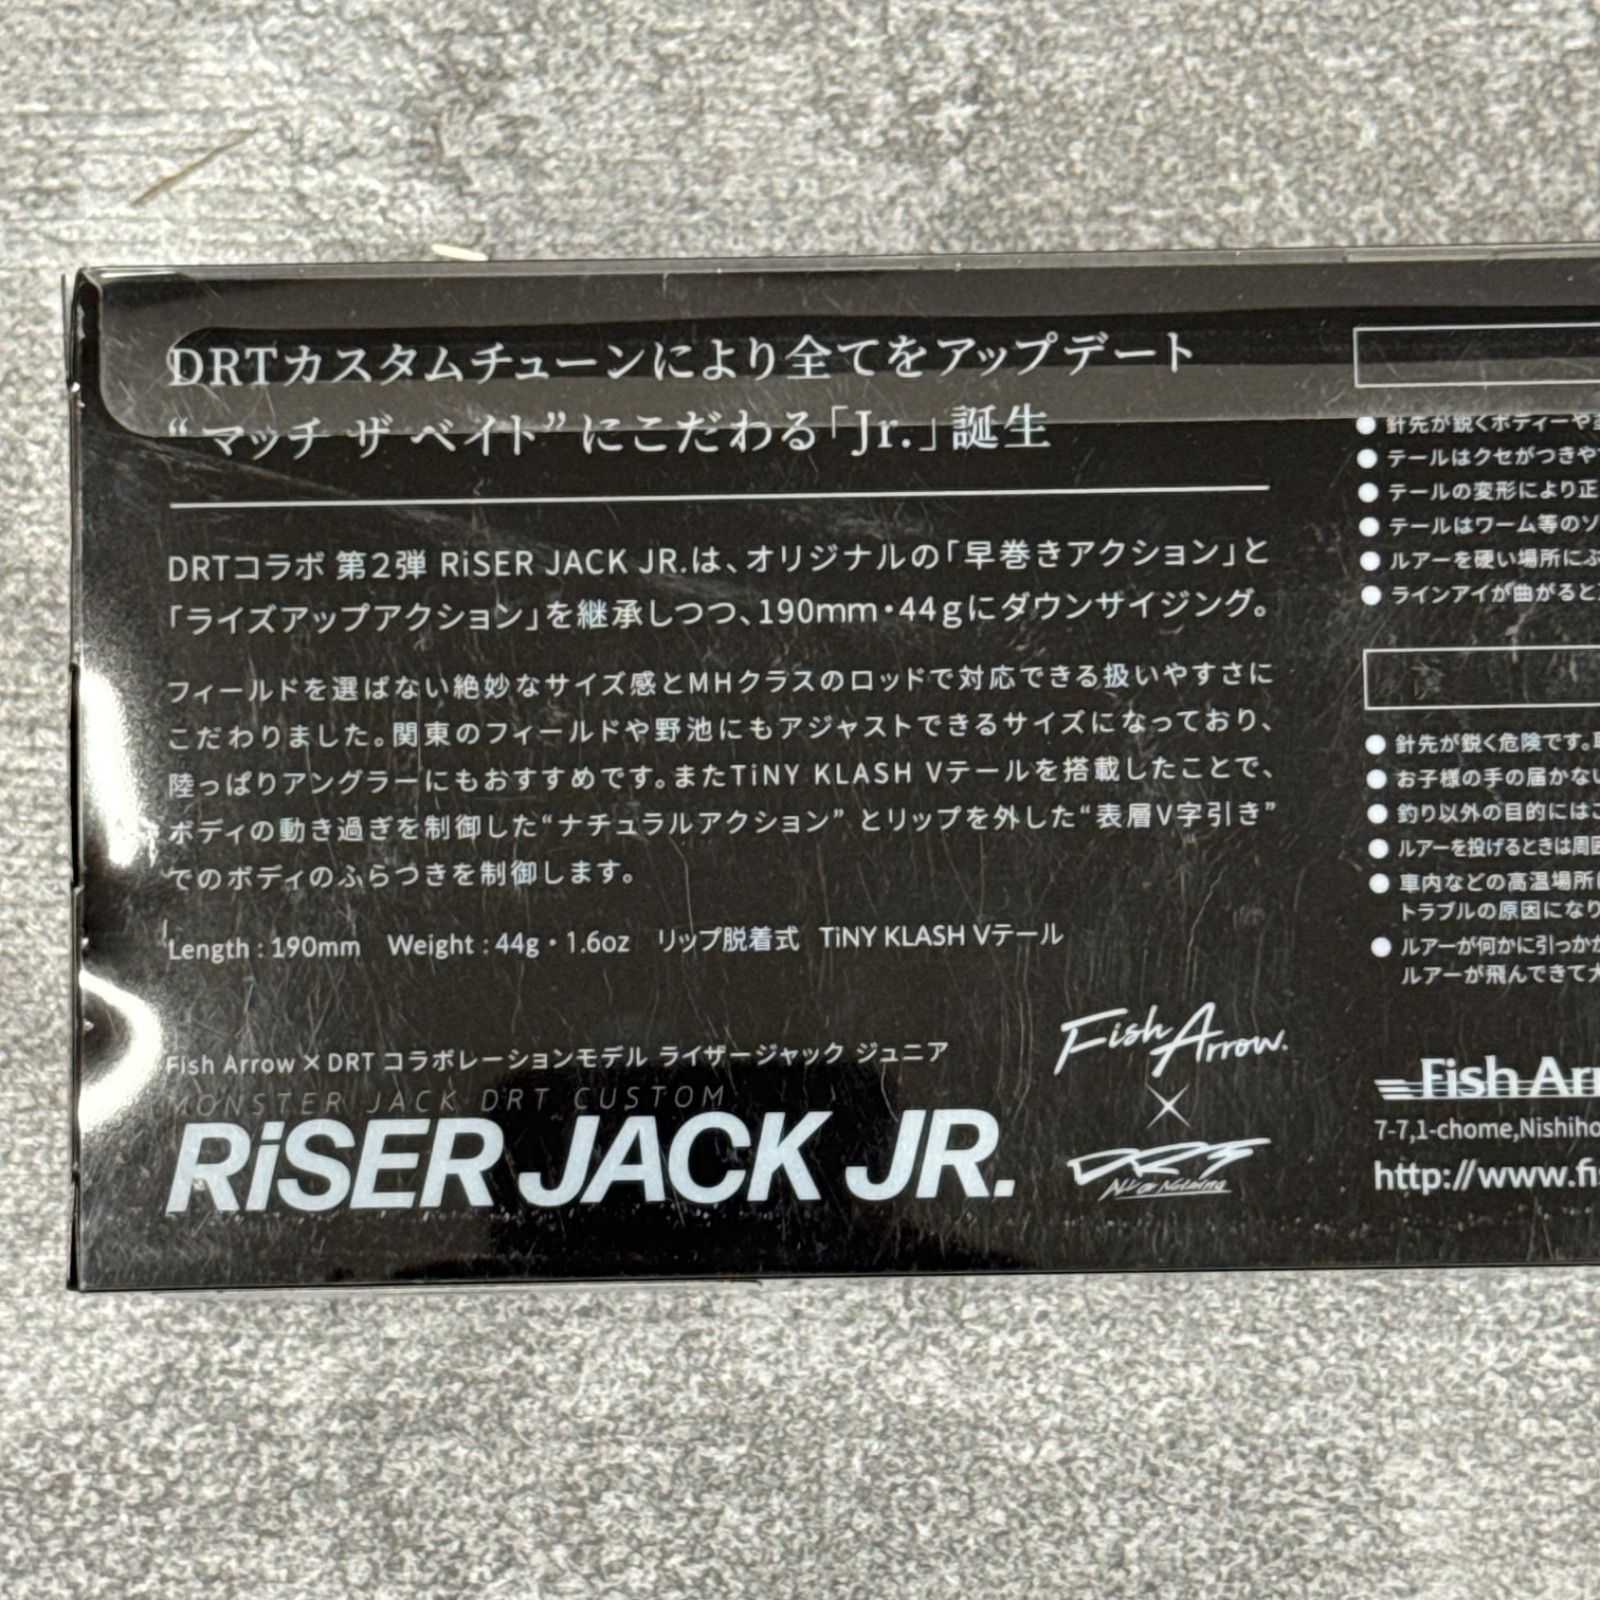 DRTカスタムチューンにより全てをアップデート
“マッチ ザ ベイト”にこだわる「Jr.」誕生
DRTコラボ 第2弾 RiSER JACK JR.は、オリジナルの「早巻きアクション」と
「ライズアップアクション」を継承しつつ、190mm・44gにダウンサイジング。
フィールドを選ばない絶妙なサイズ感とMHクラスのロッドで対応できる扱いやすさに
こだわりました。関東のフィールドや野池にもアジャストできるサイズになっており、
陸っぱりアングラーにもおすすめです。またTiNY KLASH Vテールを搭載したことで、
ボディの動き過ぎを制御した“ナチュラルアクション” とリップを外した“表層V字引き”
でのボディのふらつきを制御します。
Length : 190mm Weight : 44g・1.6oz リップ脱着式 TiNY KLASH Vテール
Fish Arrow × DRT コラボレーションモデル ライザージャック ジュニア
MONSTER JACK DRT CUSTOM
RiSER JACK JR.
Fish Arrow.
×
DRT
ALL or Nothing
● 針先が鋭くボディーや
● テールはクセがつきや
● テールの変形により正
● テールはワーム等のソ
● ルアーを硬い場所にぶ
● ラインアイが曲がると
● 針先が鋭く危険です。
● お子様の手の届かない
● 釣り以外の目的にはご
● ルアーを投げるときは周囲
● 車内などの高温場所に
トラブルの原因になり
● ルアーが何かに引っかか
ルアーが飛んできて大
Fish Arr
7-7,1-chome,Nishiho
http://www.fis